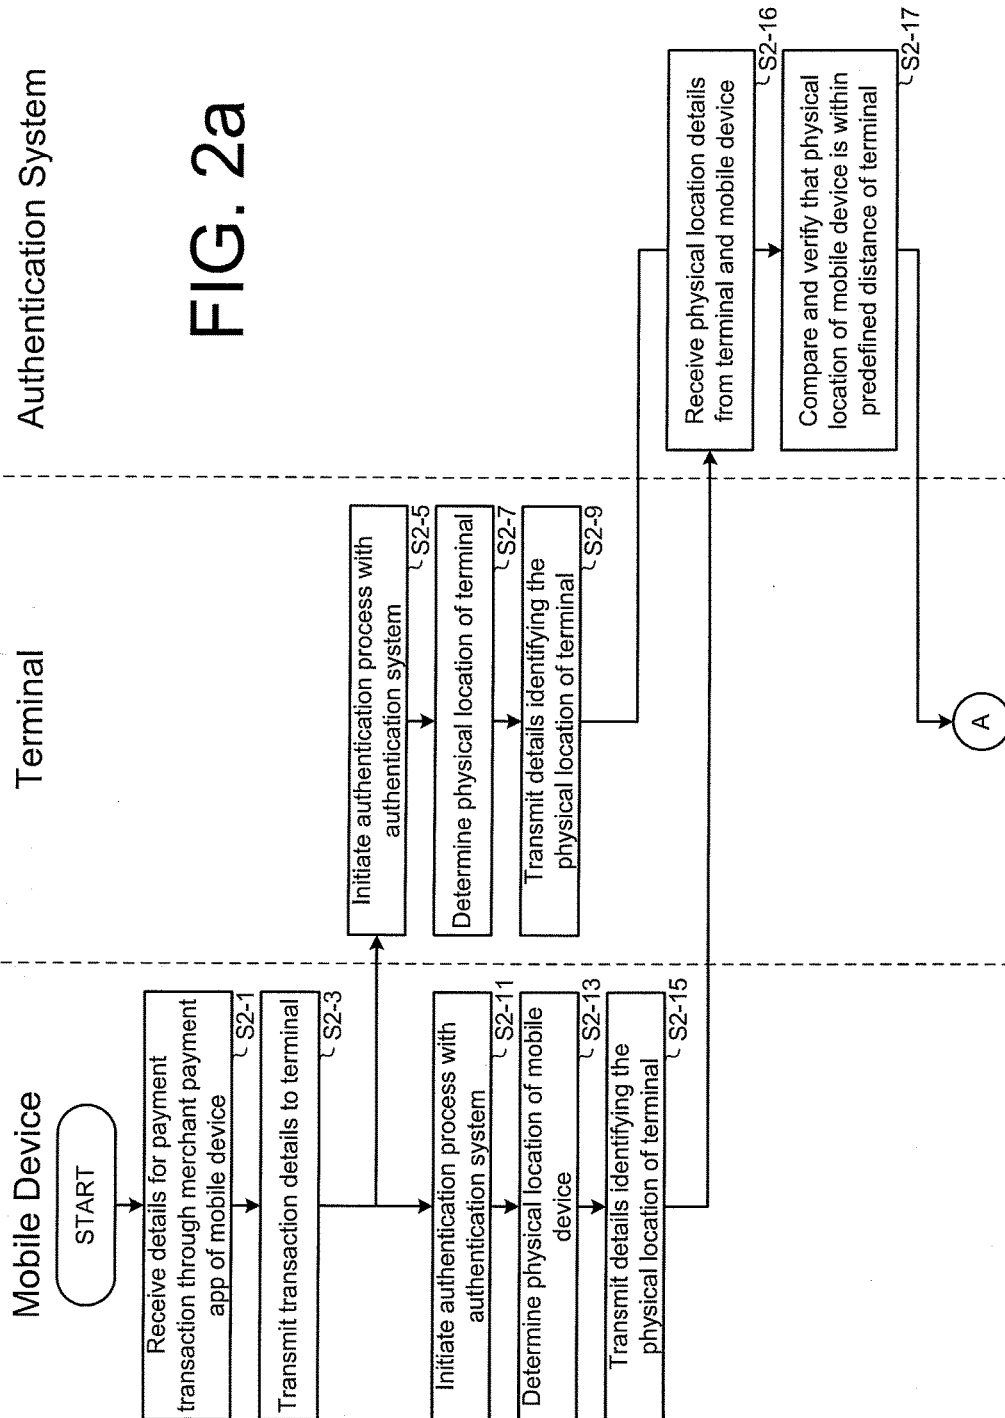 Mobile Device
Terminal
Authentication System
FIG. 2a
START
Receive details for payment
transaction through merchant payment
app of mobile device
S2-1
Transmit transaction details to terminal
S2-3
Initiate authentication process with
authentication system
S2-5
Determine physical location of terminal
S2-7
Transmit details identifying the
physical location of terminal
S2-9
Initiate authentication process with
authentication system
S2-11
Determine physical location of mobile
device
S2-13
Transmit details identifying the
physical location of terminal
S2-15
Receive physical location details
from terminal and mobile device
S2-16
Compare and verify that physical
location of mobile device is within
predefined distance of terminal
S2-17
A